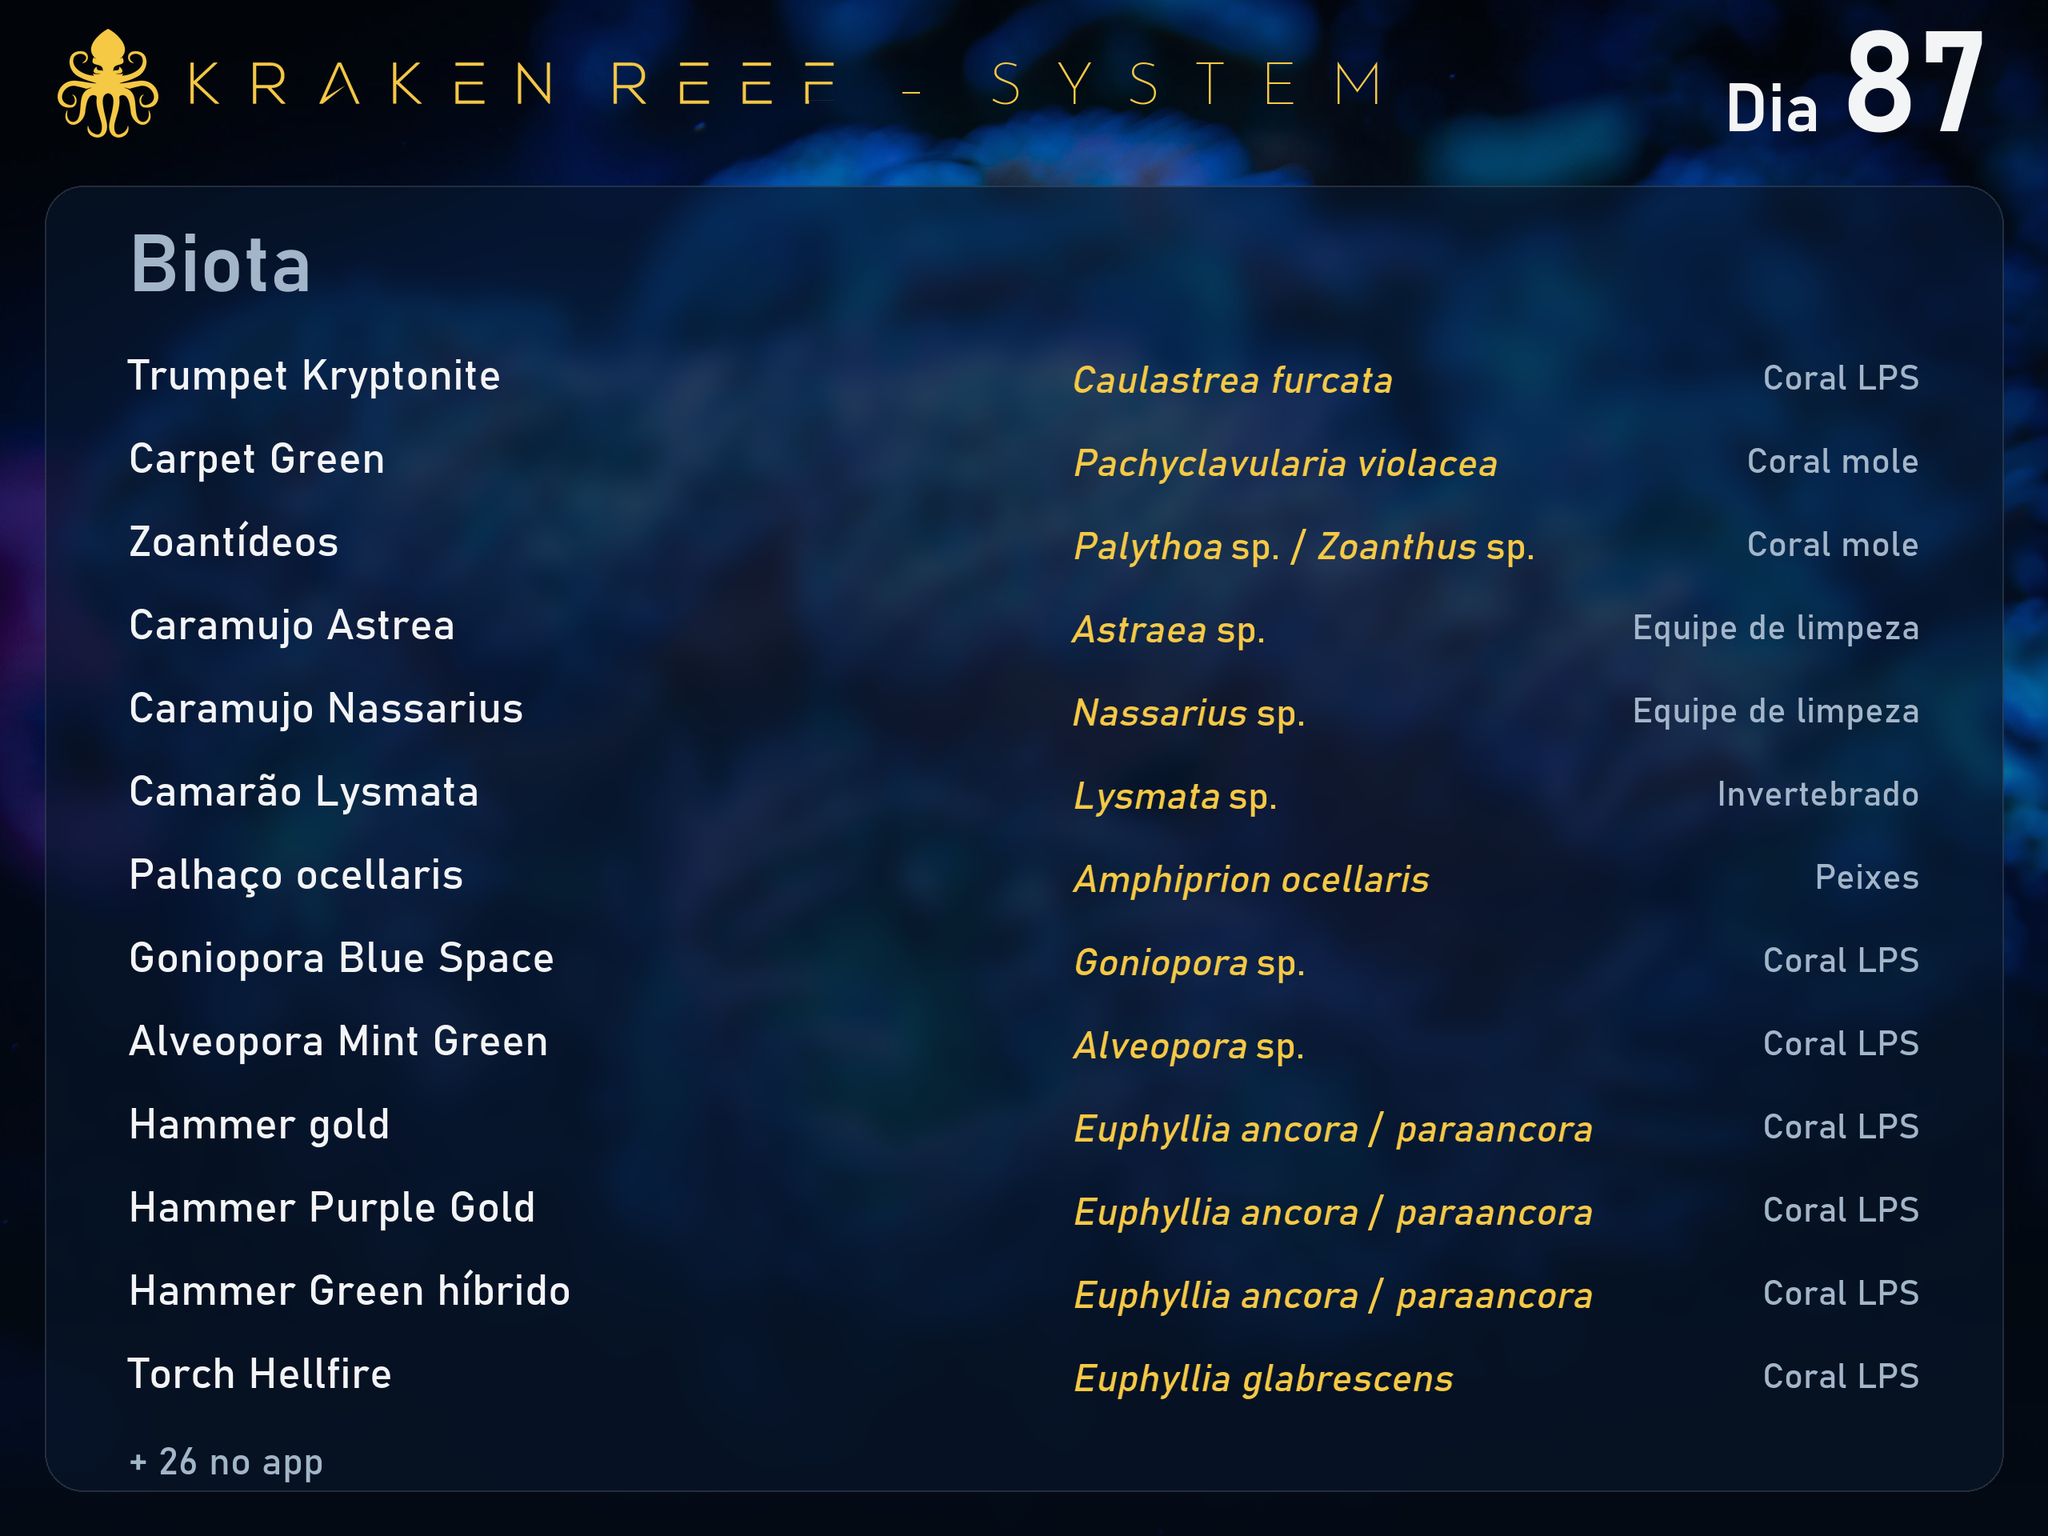 KRAKEN REEF - SYSTEM
Dia 87
Biota
Trumpet Kryptonite Caulastrea furcata Coral LPS
Carpet Green Pachyclavularia violacea Coral mole
Zoantídeos Palythoa sp. / Zoanthus sp. Coral mole
Caramujo Astrea Astraea sp. Equipe de limpeza
Caramujo Nassarius Nassarius sp. Equipe de limpeza
Camarão Lysmata Lysmata sp. Invertebrado
Palhaço ocellaris Amphiprion ocellaris Peixes
Goniopora Blue Space Goniopora sp. Coral LPS
Alveopora Mint Green Alveopora sp. Coral LPS
Hammer gold Euphyllia ancora / paraancora Coral LPS
Hammer Purple Gold Euphyllia ancora / paraancora Coral LPS
Hammer Green híbrido Euphyllia ancora / paraancora Coral LPS
Torch Hellfire Euphyllia glabrescens Coral LPS
+ 26 no app